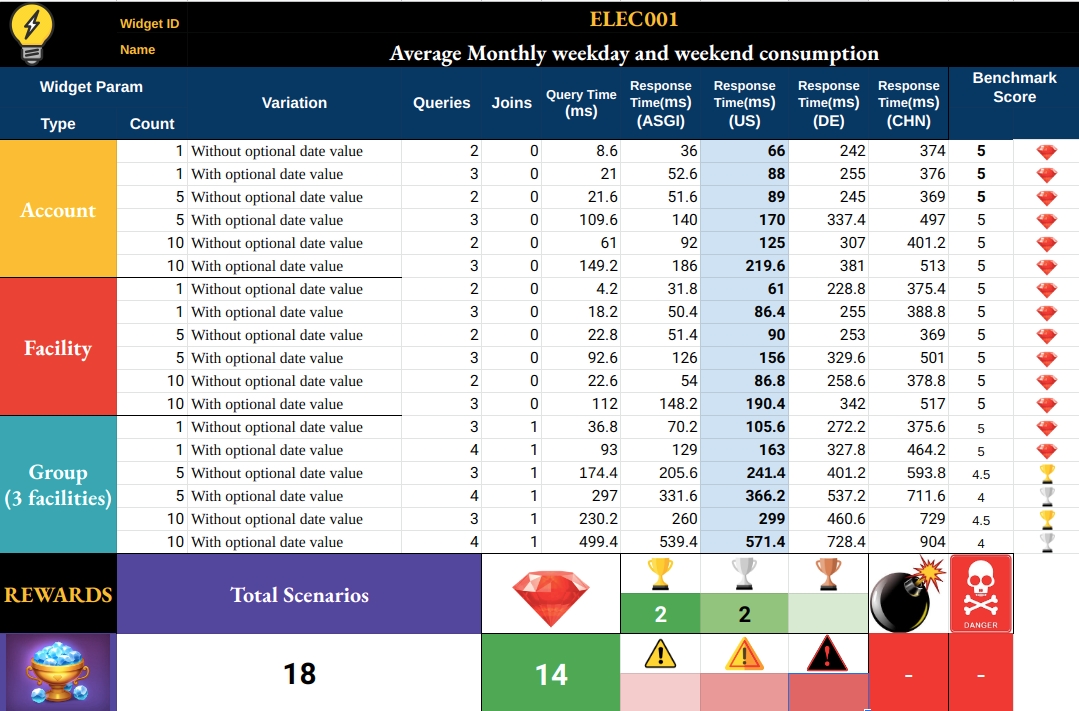 Widget ID ELEC001
Name Average Monthly weekday and weekend consumption
Widget Param Variation Queries Joins Query Time (ms) Response Time(ms) (ASGI) Response Time(ms) (US) Response Time(ms) (DE) Response Time(ms) (CHN) Benchmark Score
Type Count
Account
1 Without optional date value 2 0 8.6 36 66 242 374 5
1 With optional date value 3 0 21 52.6 88 255 376 5
5 Without optional date value 2 0 21.6 51.6 89 245 369 5
5 With optional date value 3 0 109.6 140 170 337.4 497 5
10 Without optional date value 2 0 61 92 125 307 401.2 5
10 With optional date value 3 0 149.2 186 219.6 381 513 5
Facility
1 Without optional date value 2 0 4.2 31.8 61 228.8 375.4 5
1 With optional date value 3 0 18.2 50.4 86.4 255 388.8 5
5 Without optional date value 2 0 22.8 51.4 90 253 369 5
5 With optional date value 3 0 92.6 126 156 329.6 501 5
10 Without optional date value 2 0 22.6 54 86.8 258.6 378.8 5
10 With optional date value 3 0 112 148.2 190.4 342 517 5
Group
(3 facilities)
1 Without optional date value 3 1 36.8 70.2 105.6 272.2 375.6 5
1 With optional date value 4 1 93 129 163 327.8 464.2 5
5 Without optional date value 3 1 174.4 205.6 241.4 401.2 593.8 4.5
5 With optional date value 4 1 297 331.6 366.2 537.2 711.6 4
10 Without optional date value 3 1 230.2 260 299 460.6 729 4.5
10 With optional date value 4 1 499.4 539.4 571.4 728.4 904 4
REWARDS Total Scenarios 2 2 DANGER
18 14 - -